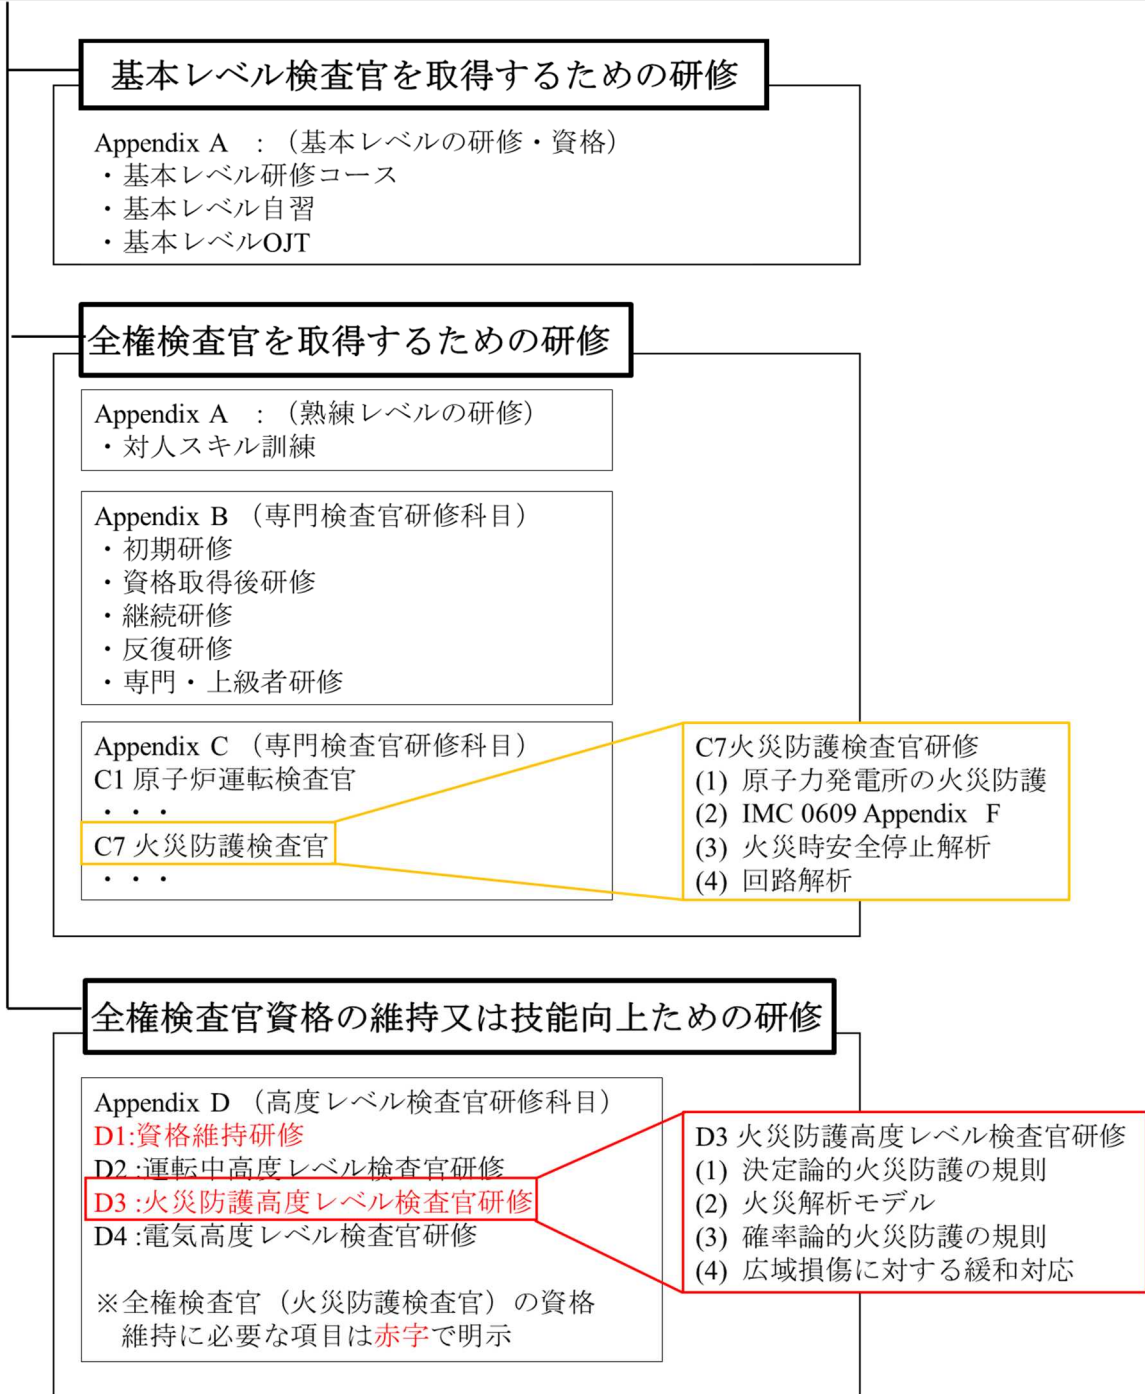 基本レベル検査官を取得するための研修
Appendix A ：（基本レベルの研修・資格）
・基本レベル研修コース
・基本レベル自習
・基本レベルOJT
全権検査官を取得するための研修
Appendix A ：（熟練レベルの研修）
・対人スキル訓練
Appendix B （専門検査官研修科目）
・初期研修
・資格取得後研修
・継続研修
・反復研修
・専門・上級者研修
Appendix C （専門検査官研修科目）
C1 原子炉運転検査官
・・・
C7 火災防護検査官
・・・
C7火災防護検査官研修
(1) 原子力発電所の火災防護
(2) IMC 0609 Appendix F
(3) 火災時安全停止解析
(4) 回路解析
全権検査官資格の維持又は技能向上ための研修
Appendix D （高度レベル検査官研修科目）
D1:資格維持研修
D2 :運転中高度レベル検査官研修
D3 :火災防護高度レベル検査官研修
D4 :電気高度レベル検査官研修
※全権検査官（火災防護検査官）の資格
維持に必要な項目は赤字で明示
D3 火災防護高度レベル検査官研修
(1) 決定論的火災防護の規則
(2) 火災解析モデル
(3) 確率論的火災防護の規則
(4) 広域損傷に対する緩和対応